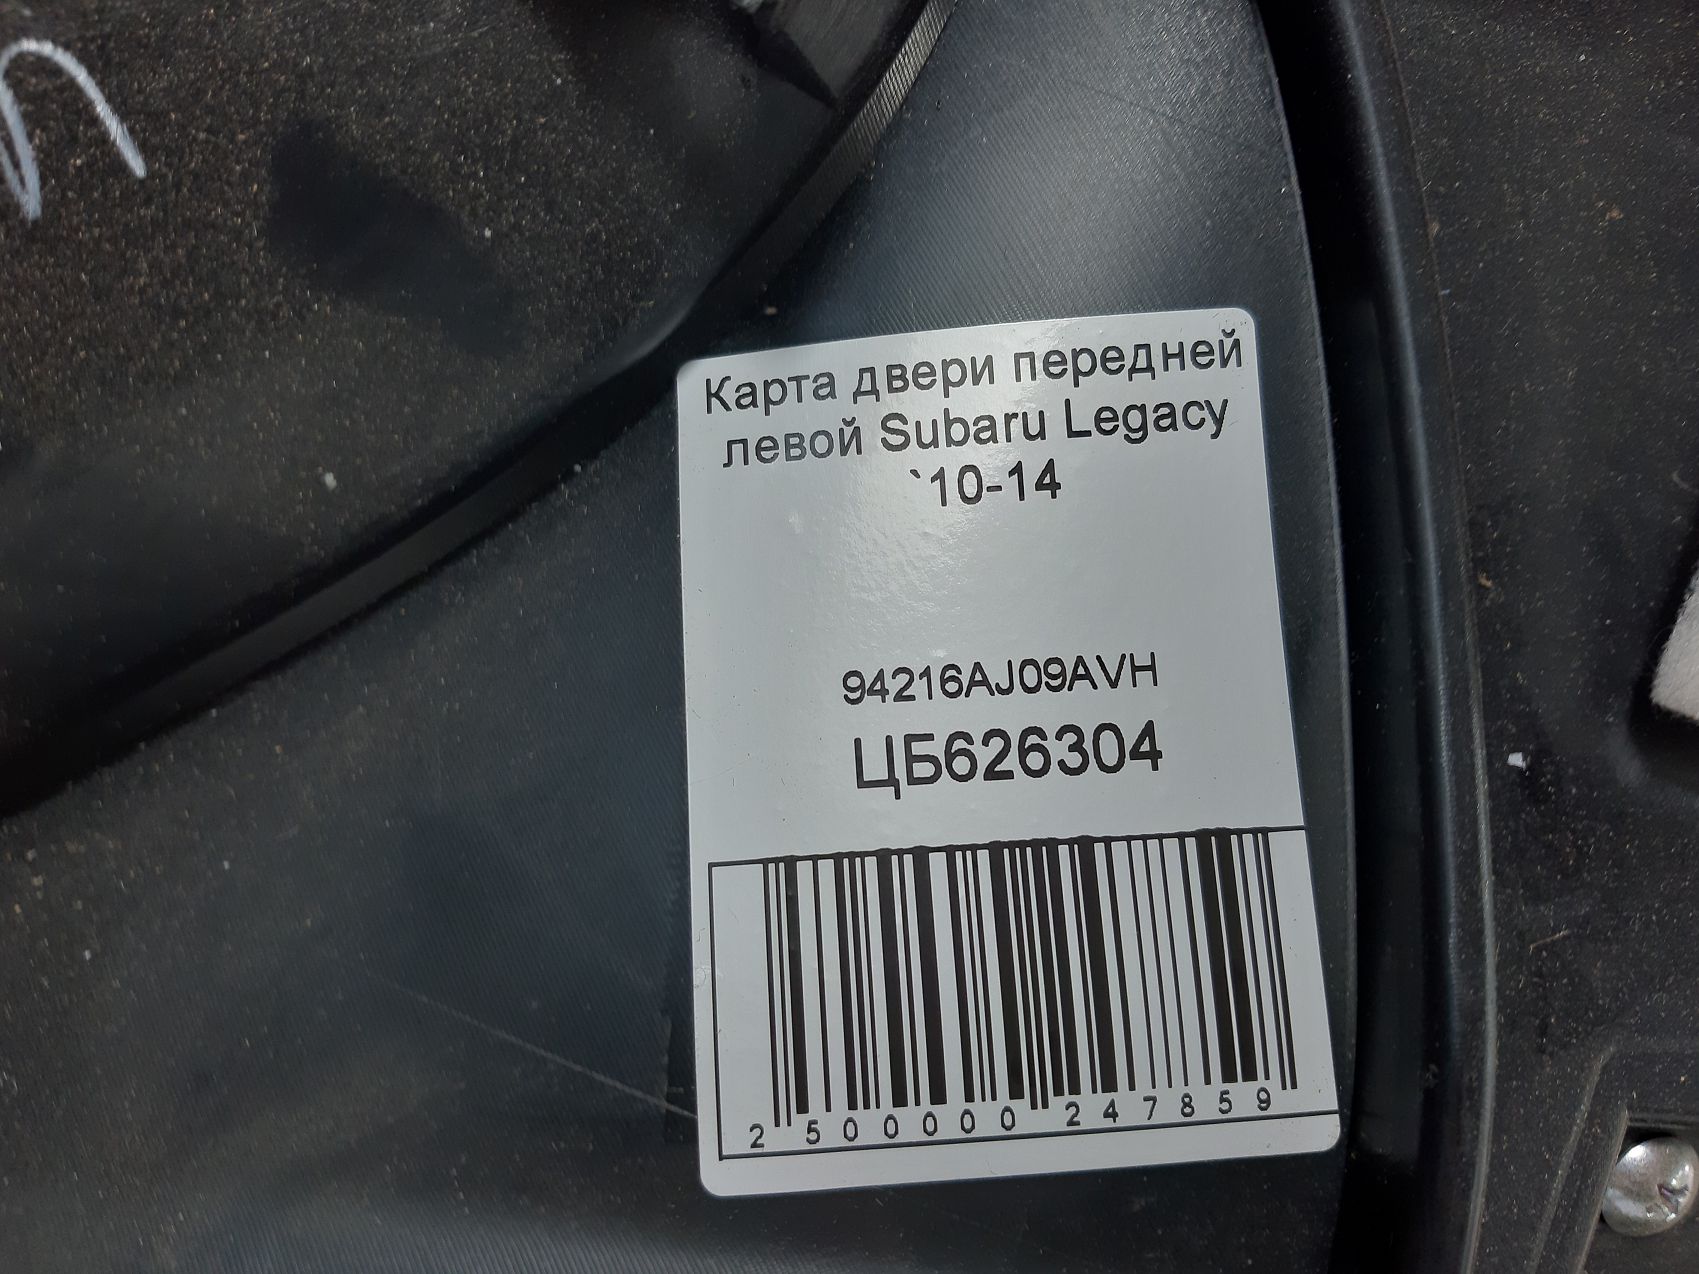 Карта двери передней
левой Subaru Legacy
`10-14
94216AJ09AVH
ЦБ626304
2 500000 247859